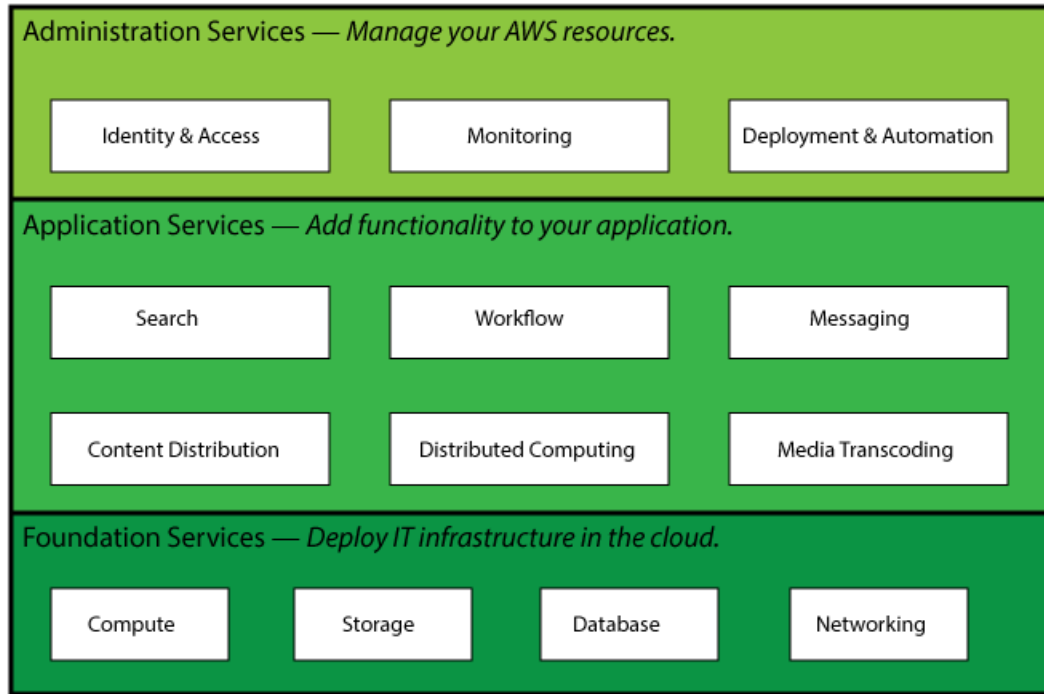 Administration Services — Manage your AWS resources.
Identity & Access
Monitoring
Deployment & Automation
Application Services — Add functionality to your application.
Search
Workflow
Messaging
Content Distribution
Distributed Computing
Media Transcoding
Foundation Services — Deploy IT infrastructure in the cloud.
Compute
Storage
Database
Networking